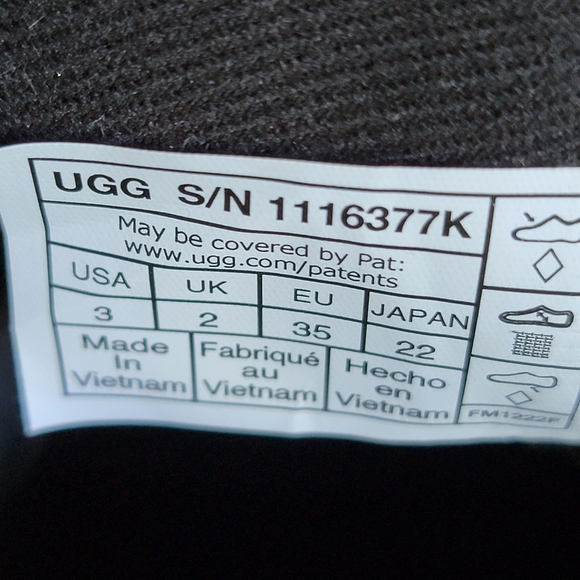 UGG S/N 1116377K
May be covered by Pat:
www.ugg.com/patents
USA UK EU JAPAN
3 2 35 22
Made In Vietnam
Fabriqué au Vietnam
Hecho en Vietnam
FM1222F